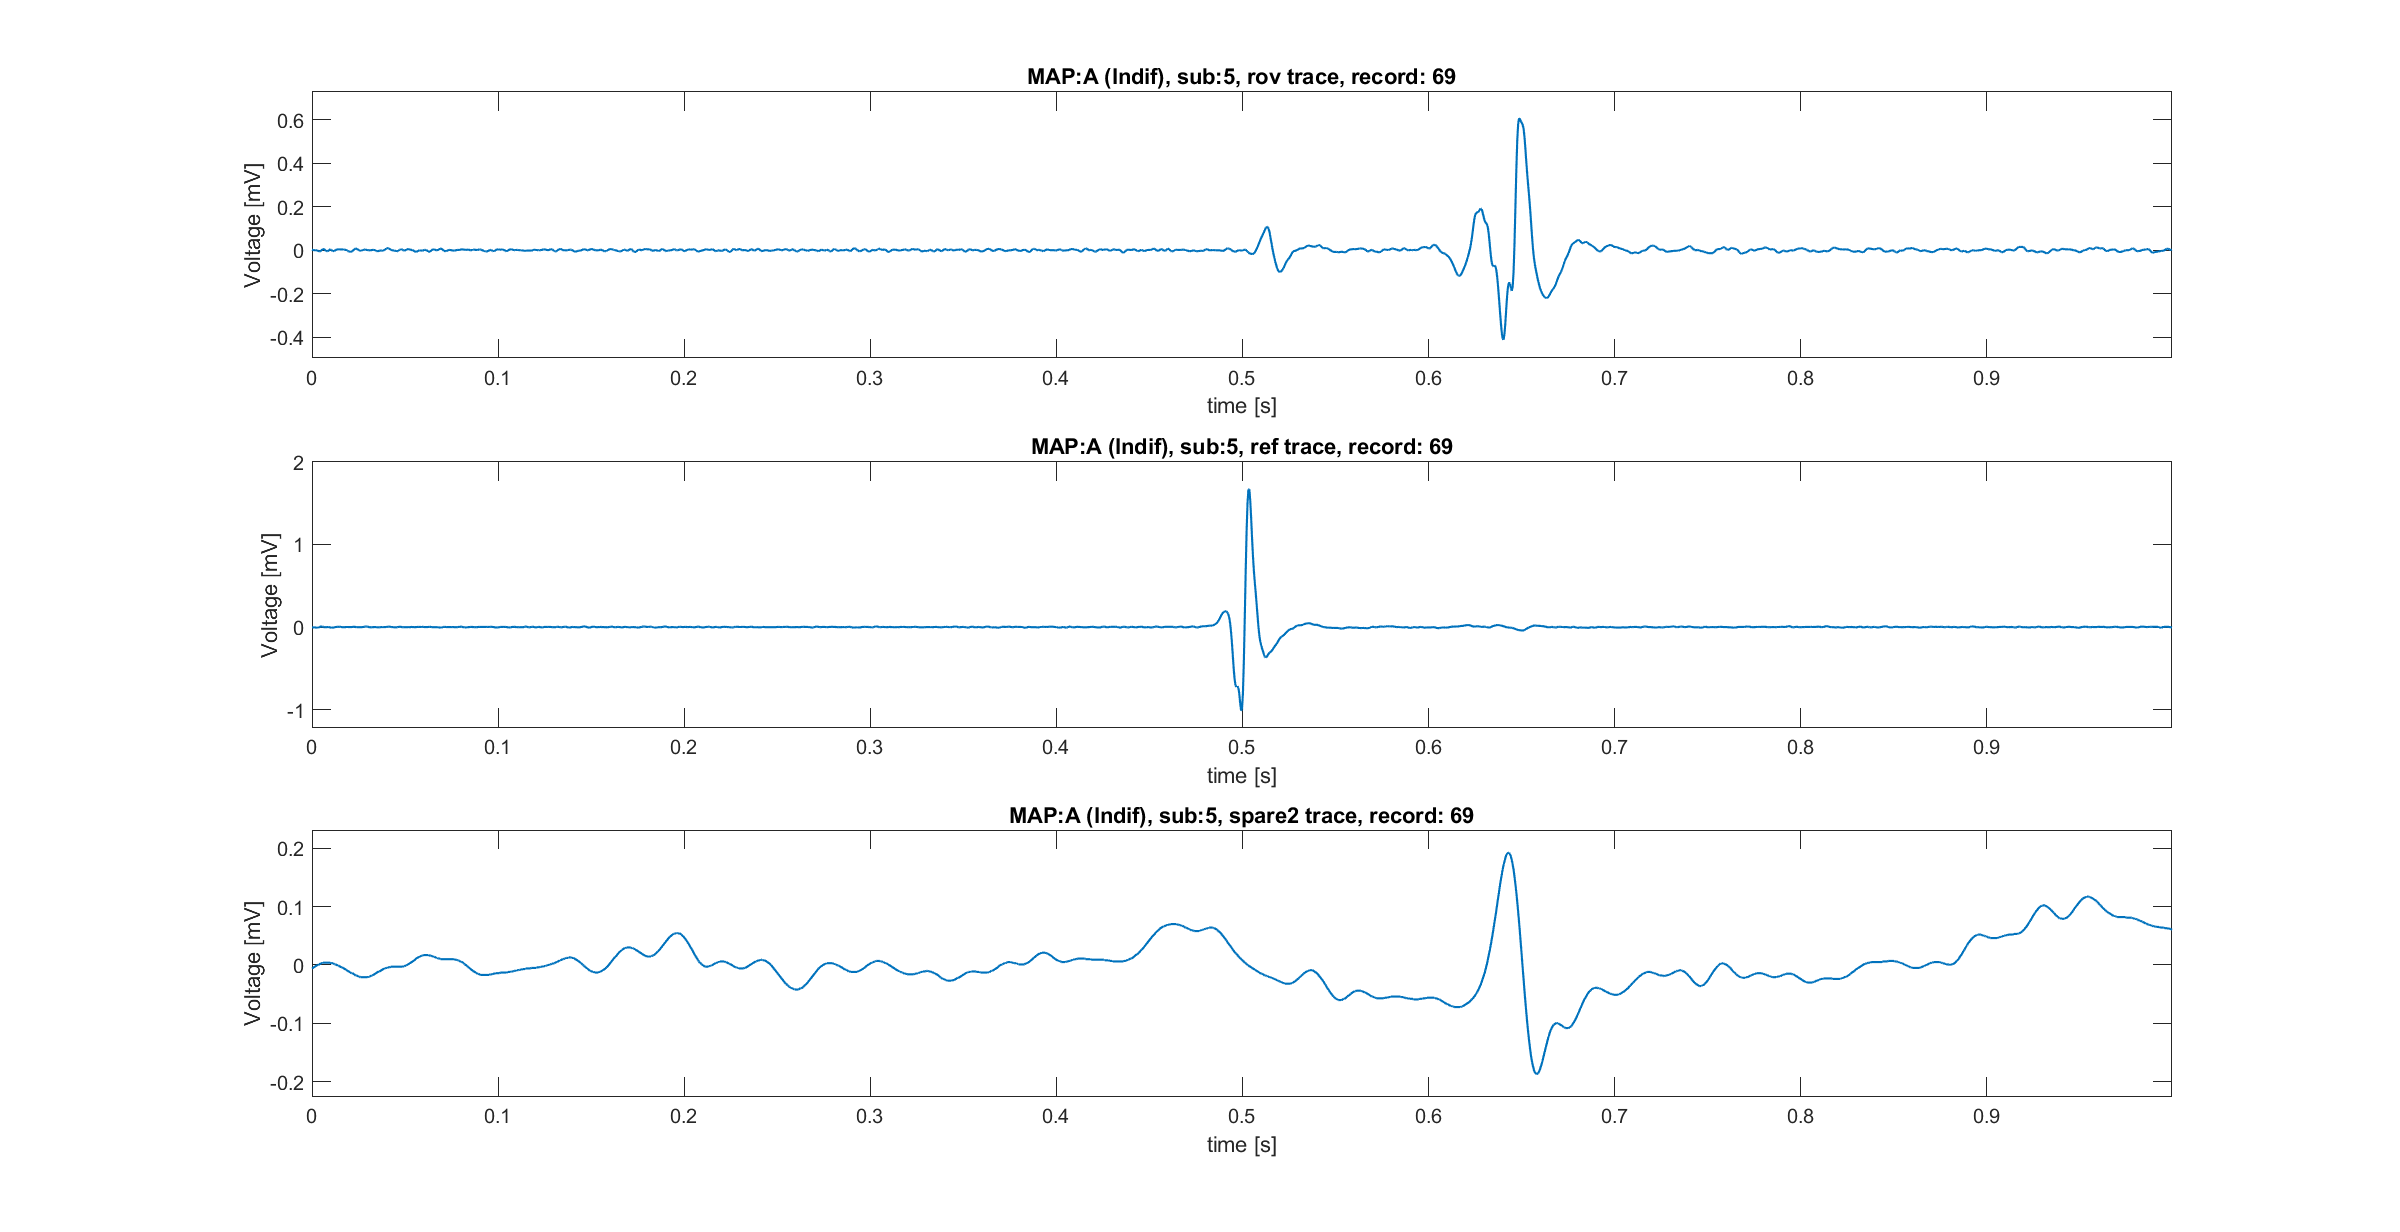 MAP:A (Indif), sub:5, rov trace, record: 69
Voltage [mV]
0.6
0.4
0.2
0
-0.2
-0.4
0 0.1 0.2 0.3 0.4 0.5 0.6 0.7 0.8 0.9
time [s]
MAP:A (Indif), sub:5, ref trace, record: 69
Voltage [mV]
2
1
0
-1
0 0.1 0.2 0.3 0.4 0.5 0.6 0.7 0.8 0.9
time [s]
MAP:A (Indif), sub:5, spare2 trace, record: 69
Voltage [mV]
0.2
0.1
0
-0.1
-0.2
0 0.1 0.2 0.3 0.4 0.5 0.6 0.7 0.8 0.9
time [s]